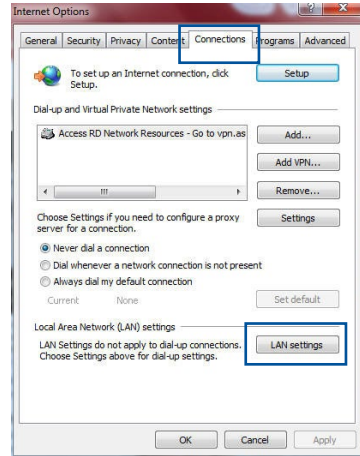 Internet Options
General Security Privacy Content Connections Programs Advanced
To set up an Internet connection, click
Setup.
Setup
Dial-up and Virtual Private Network settings
Access RD Network Resources - Go to vpn.as
Add...
Add VPN...
Remove...
Choose Settings if you need to configure a proxy
server for a connection.
Settings
Never dial a connection
Dial whenever a network connection is not present
Always dial my default connection
Current None
Set default
Local Area Network (LAN) settings
LAN Settings do not apply to dial-up connections.
Choose Settings above for dial-up settings.
LAN settings
OK Cancel Apply